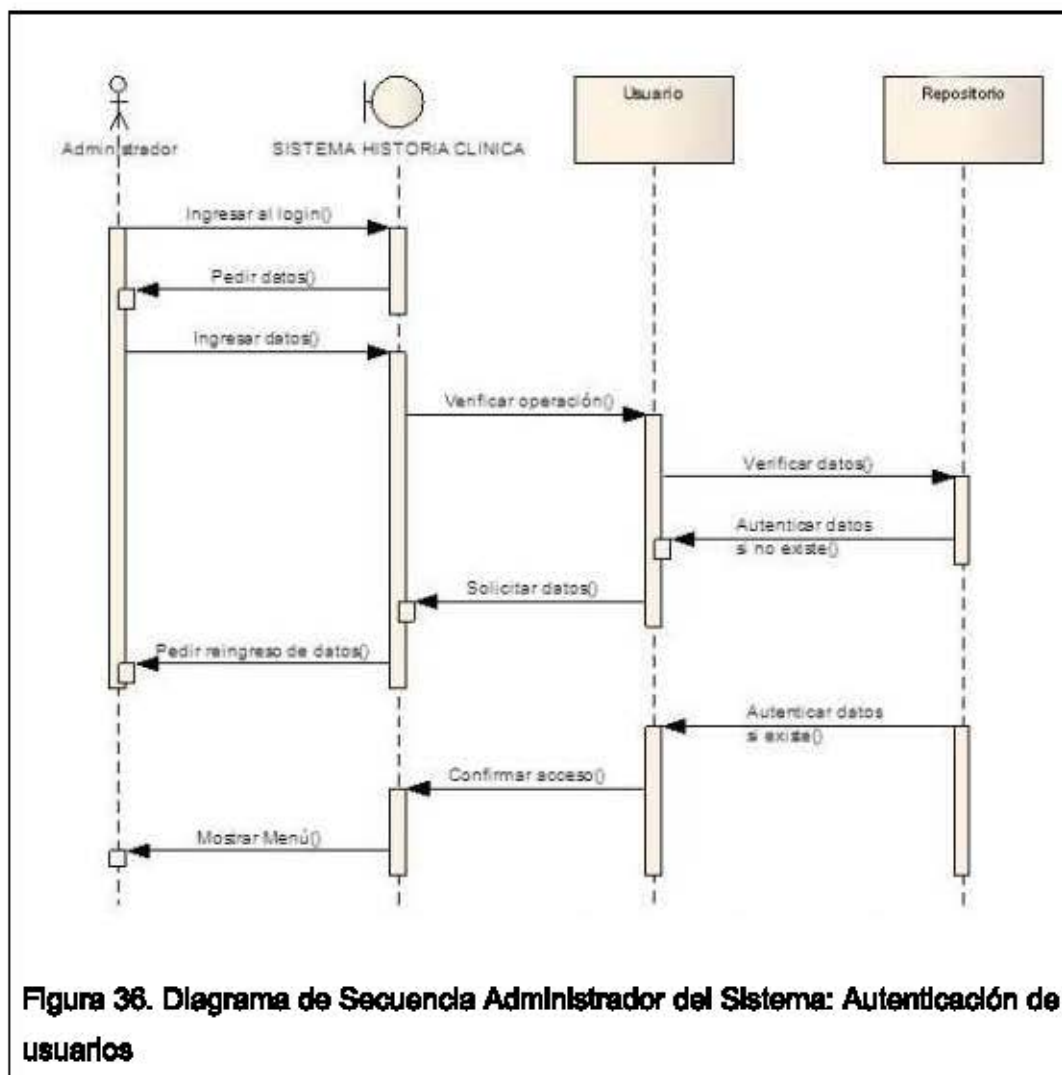 Administrador
SISTEMA HISTORIA CLINICA
Usuario
Repositorio
Ingresar al login()
Pedir datos()
Ingresar datos()
Verificar operación()
Verificar datos()
Autenticar datos
si no existe()
Solicitar datos()
Pedir reingreso de datos()
Autenticar datos
si existe()
Confirmar acceso()
Mostrar Menú()
Figura 36. Diagrama de Secuencia Administrador del Sistema: Autenticación de
usuarios